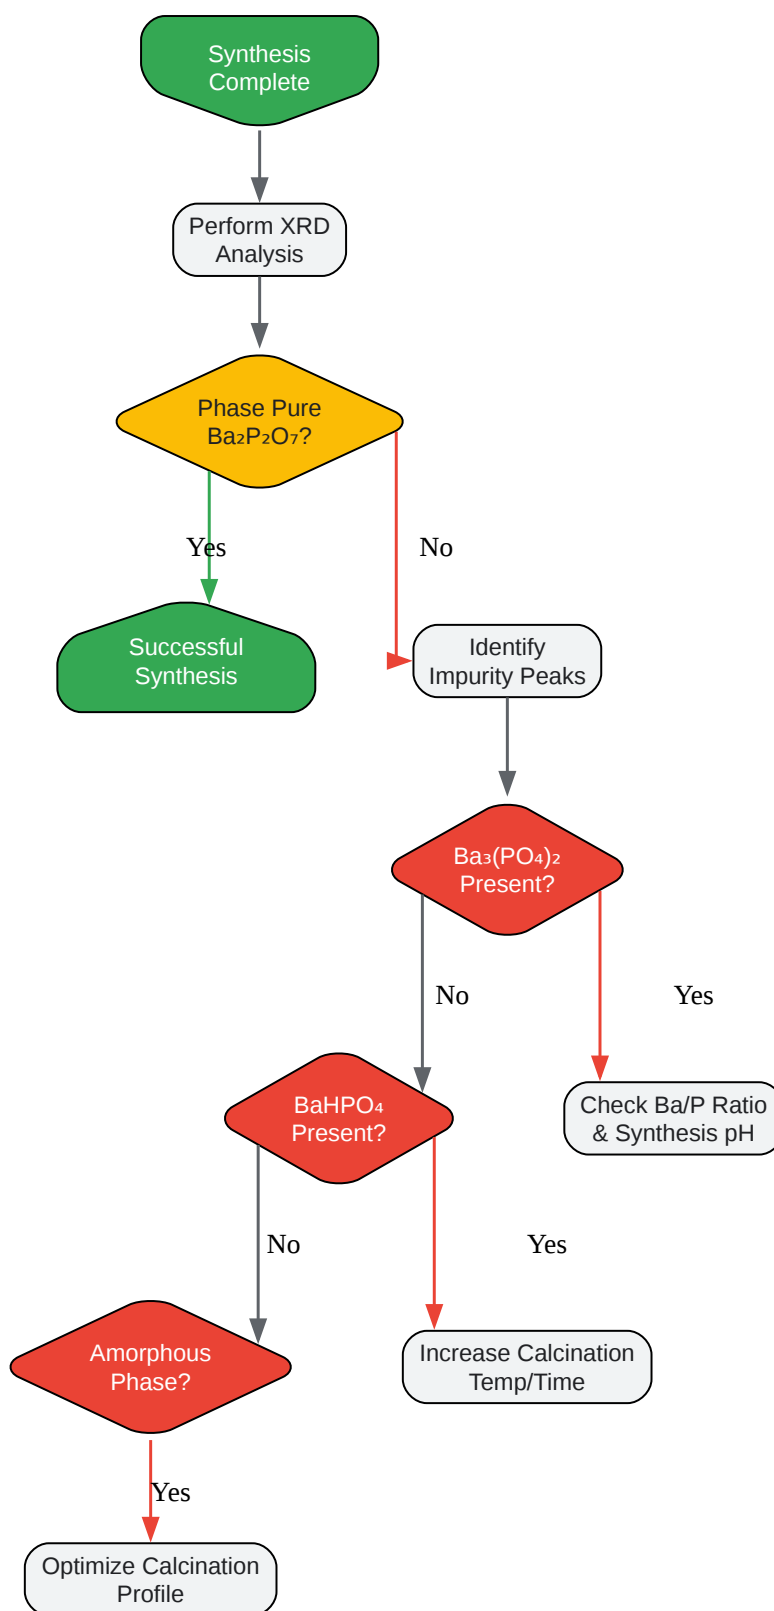 Synthesis
Complete
Perform XRD
Analysis
Phase Pure
Ba₂P₂O₇?
Yes
No
Successful
Synthesis
Identify
Impurity Peaks
Ba₃(PO₄)₂
Present?
No
Yes
BaHPO₄
Present?
Check Ba/P Ratio
& Synthesis pH
No
Yes
Amorphous
Phase?
Increase Calcination
Temp/Time
Yes
Optimize Calcination
Profile